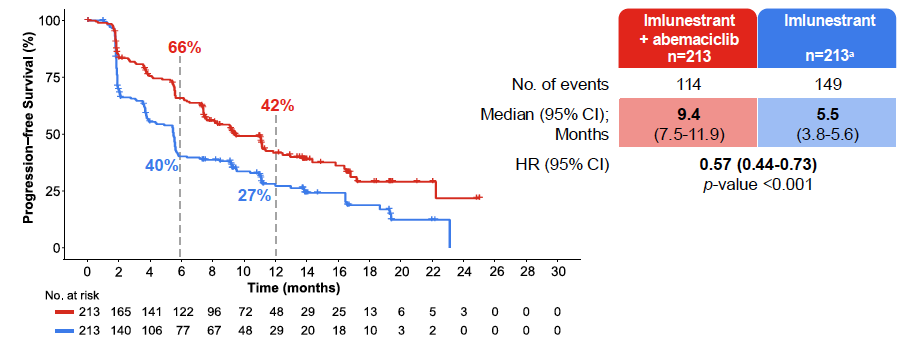 Imlunestrant
+ abemaciclib
n=213
Imlunestrant
n=213ᵃ
No. of events
114
149
Median (95% CI);
Months
9.4
(7.5-11.9)
5.5
(3.8-5.6)
HR (95% CI)
0.57 (0.44-0.73)
p-value <0.001
Progression–free Survival (%)
100
75
50
25
0
66%
42%
40%
27%
0 2 4 6 8 10 12 14 16 18 20 22 24 26 28 30
Time (months)
No. at risk
213 165 141 122 96 72 48 29 25 13 6 5 3 0 0 0
213 140 106 77 67 48 29 20 18 10 3 2 0 0 0 0